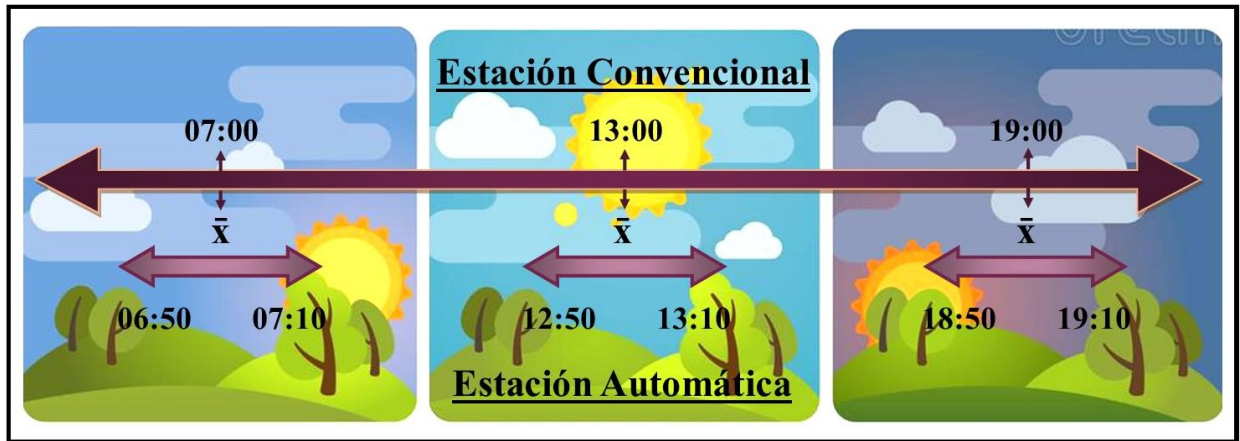 Estación Convencional
07:00 13:00 19:00
x̄ x̄ x̄
06:50 07:10 12:50 13:10 18:50 19:10
Estación Automática